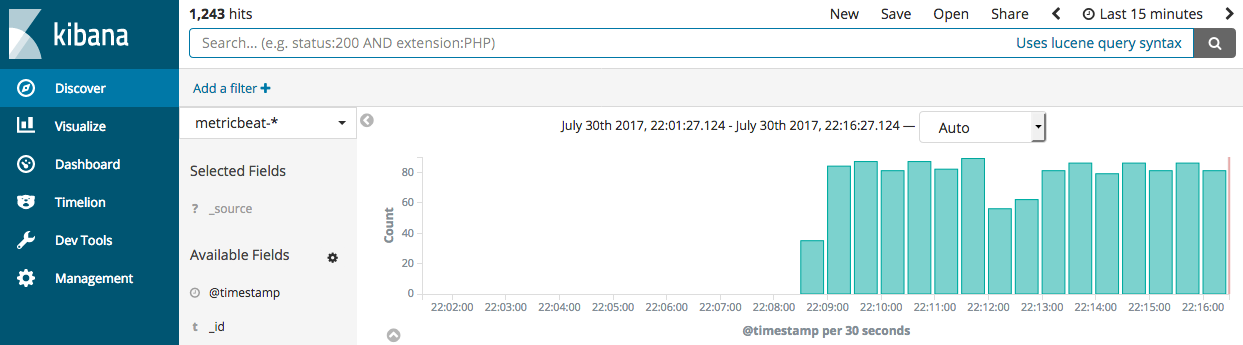 kibana
Discover
Visualize
Dashboard
Timelion
Dev Tools
Management
1,243 hits
New Save Open Share Last 15 minutes
Search... (e.g. status:200 AND extension:PHP) Uses lucene query syntax
Add a filter +
metricbeat-*
Selected Fields
? _source
Available Fields
@timestamp
t _id
July 30th 2017, 22:01:27.124 - July 30th 2017, 22:16:27.124 — Auto
Count
80
60
40
20
0
22:02:00 22:03:00 22:04:00 22:05:00 22:06:00 22:07:00 22:08:00 22:09:00 22:10:00 22:11:00 22:12:00 22:13:00 22:14:00 22:15:00 22:16:00
@timestamp per 30 seconds